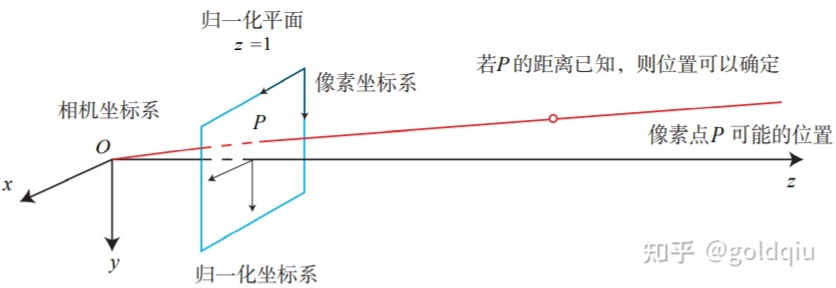 归一化平面
z =1
若P 的距离已知，则位置可以确定
像素坐标系
相机坐标系
P
O
像素点P 可能的位置
x
z
y
归一化坐标系
知乎 @goldqiu